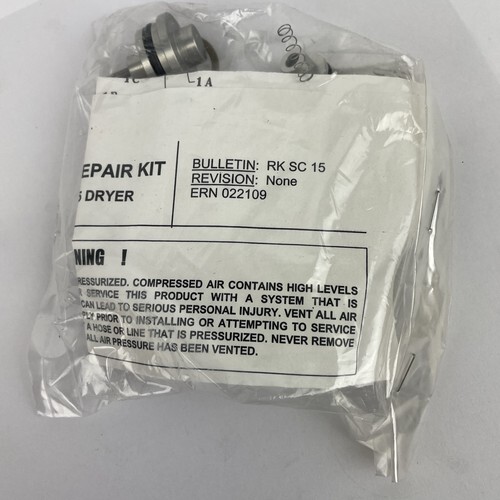 1C
1A
EPAIR KIT
5 DRYER
BULLETIN: RK SC 15
REVISION: None
ERN 022109
NING !
RESSURIZED. COMPRESSED AIR CONTAINS HIGH LEVELS
SERVICE THIS PRODUCT WITH A SYSTEM THAT IS
CAN LEAD TO SERIOUS PERSONAL INJURY. VENT ALL AIR
PLY PRIOR TO INSTALLING OR ATTEMPTING TO SERVICE
A HOSE OR LINE THAT IS PRESSURIZED. NEVER REMOVE
ALL AIR PRESSURE HAS BEEN VENTED.